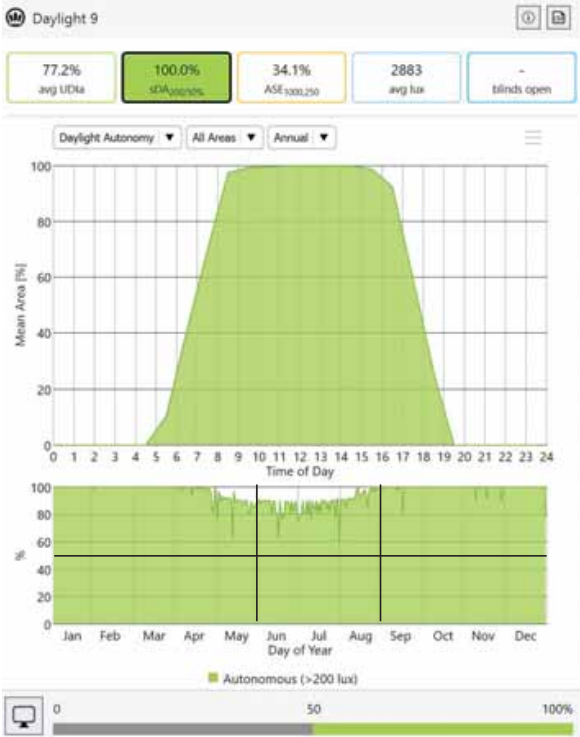 Daylight 9
77.2% 100.0% 34.1% 2883 -
avg UDIa sDA200/50% ASE1000,250 avg lux blinds open
Daylight Autonomy ▼ All Areas ▼ Annual ▼
100
80
60
40
20
0
Mean Area [%]
0 1 2 3 4 5 6 7 8 9 10 11 12 13 14 15 16 17 18 19 20 21 22 23 24
Time of Day
100
80
60
40
20
0
%
Jan Feb Mar Apr May Jun Jul Aug Sep Oct Nov Dec
Day of Year
Autonomous (>200 lux)
0 50 100%